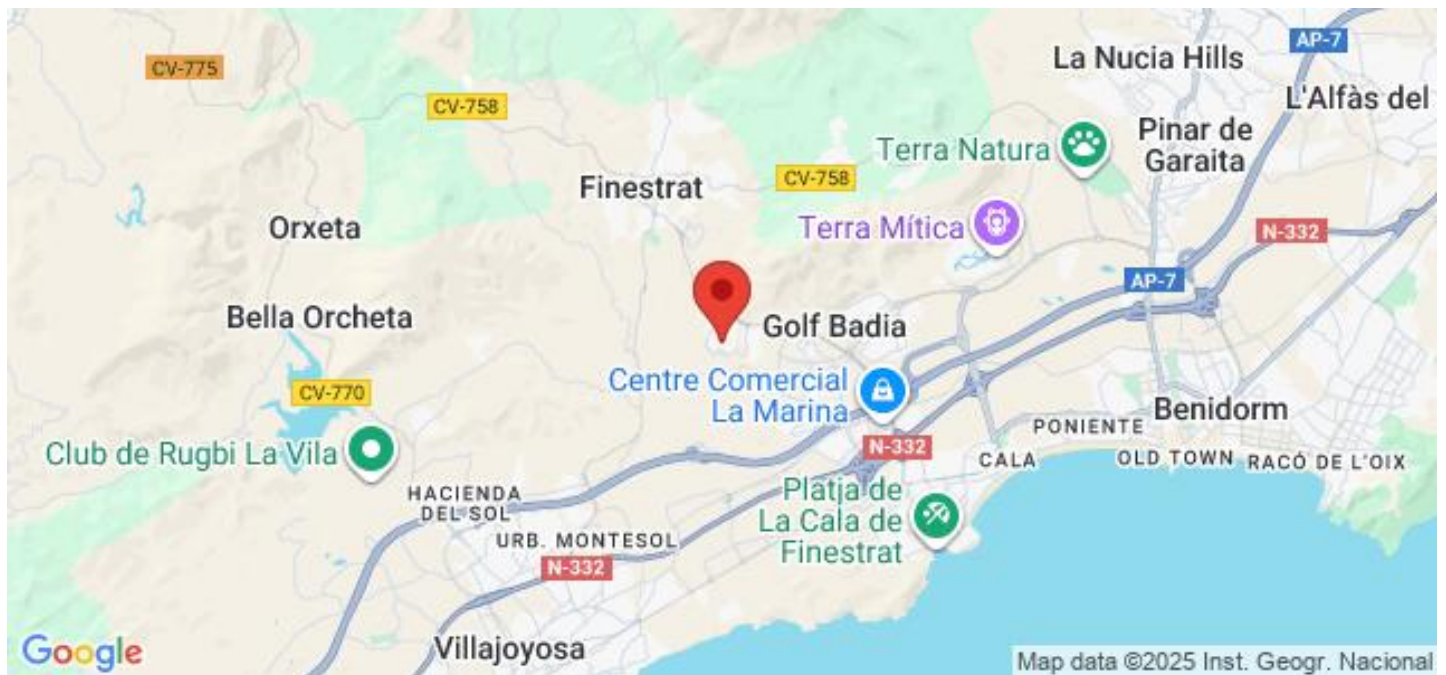 AP-7
La Nucia Hills
CV-775
L'Alfàs del
CV-758
Pinar de
Garaita
Terra Natura
CV-758
Finestrat
Terra Mítica
Orxeta
N-332
AP-7
Bella Orcheta
Golf Badia
Centre Comercial
La Marina
CV-770
Benidorm
PONIENTE
N-332
Club de Rugbi La Vila
CALA
OLD TOWN
RACÓ DE L'OIX
HACIENDA
DEL SOL
Platja de
La Cala de
Finestrat
URB. MONTESOL
N-332
Villajoyosa
Google
Map data ©2025 Inst. Geogr. Nacional